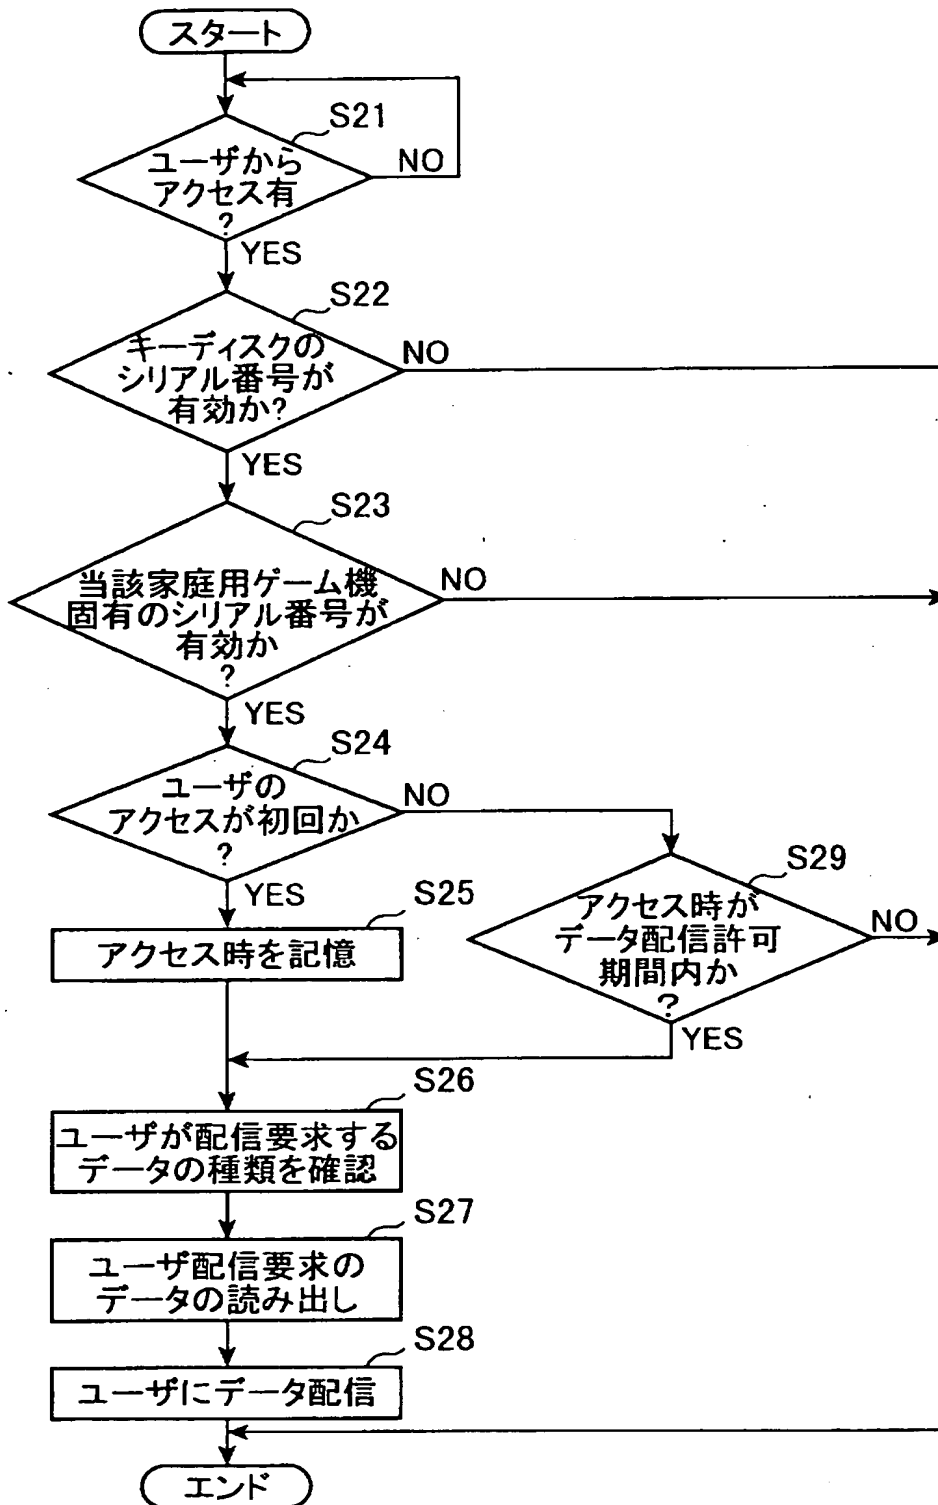 スタート
S21
ユーザから
アクセス有
?
NO
YES
S22
キーディスクの
シリアル番号が
有効か?
NO
YES
S23
当該家庭用ゲーム機
固有のシリアル番号が
有効か
?
NO
YES
S24
ユーザの
アクセスが初回か
?
NO
YES
S29
アクセス時が
データ配信許可
期間内か
?
NO
YES
S25
アクセス時を記憶
S26
ユーザが配信要求する
データの種類を確認
S27
ユーザ配信要求の
データの読み出し
S28
ユーザにデータ配信
エンド